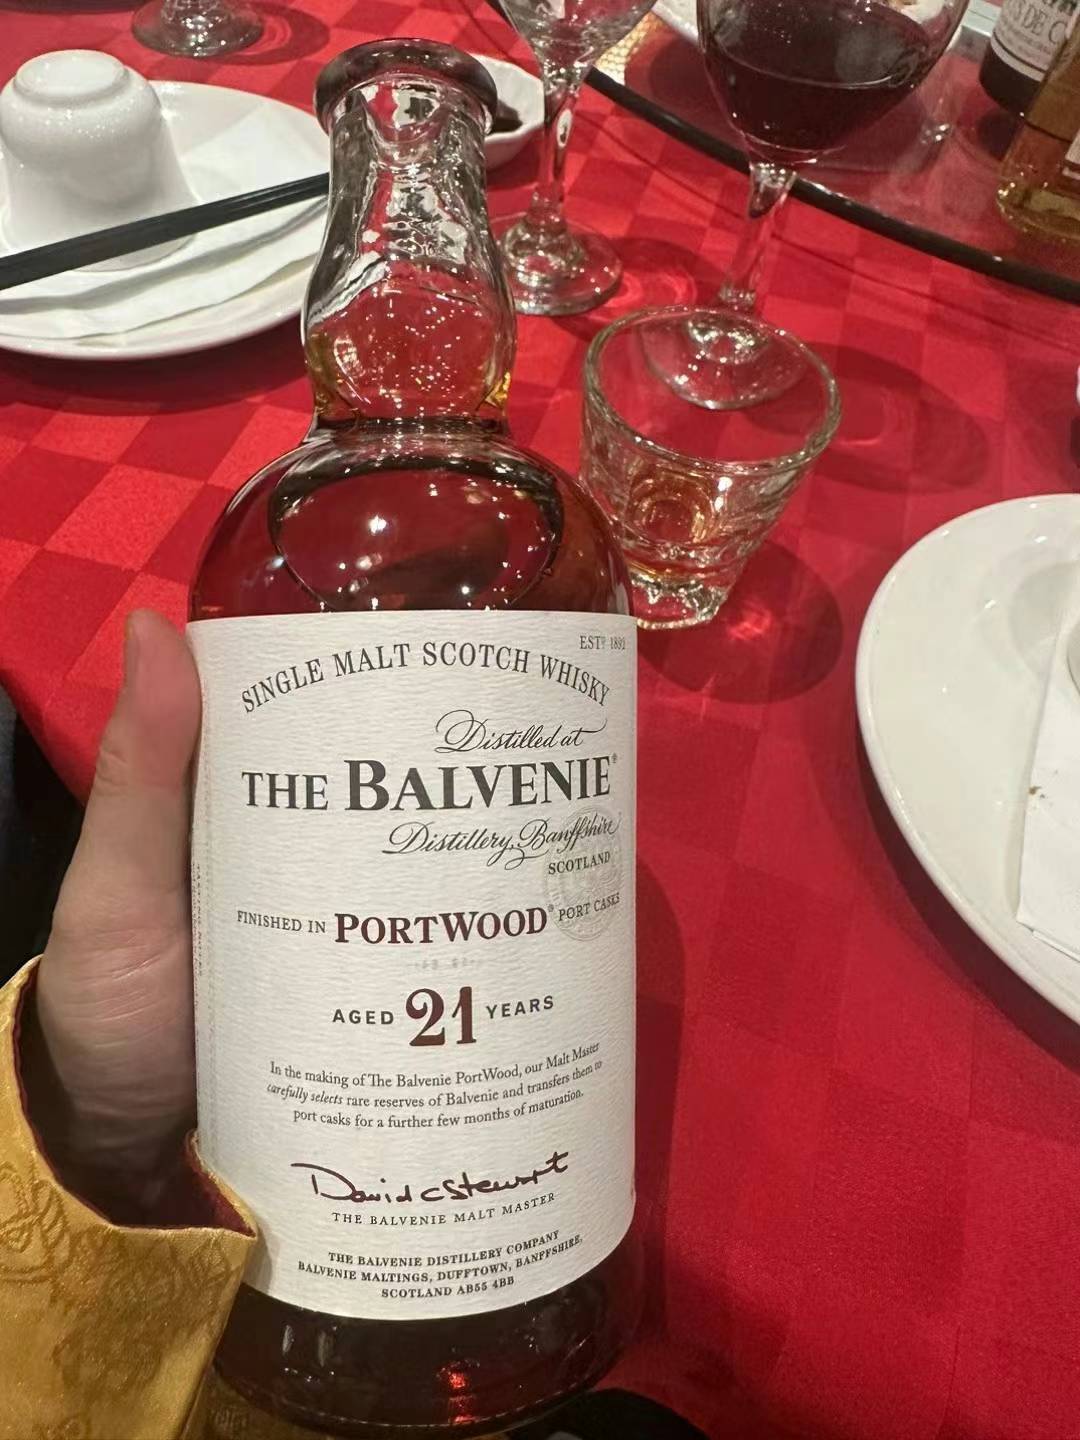 ESTD 1892
SINGLE MALT SCOTCH WHISKY
Distilled at
THE BALVENIE®
Distillery, Banffshire
SCOTLAND
FINISHED IN PORTWOOD® PORT CASKS
AGED 21 YEARS
In the making of The Balvenie PortWood, our Malt Master
carefully selects rare reserves of Balvenie and transfers them to
port casks for a further few months of maturation.
David C Stewart
THE BALVENIE MALT MASTER
THE BALVENIE DISTILLERY COMPANY
BALVENIE MALTINGS, DUFFTOWN, BANFFSHIRE,
SCOTLAND AB55 4BB